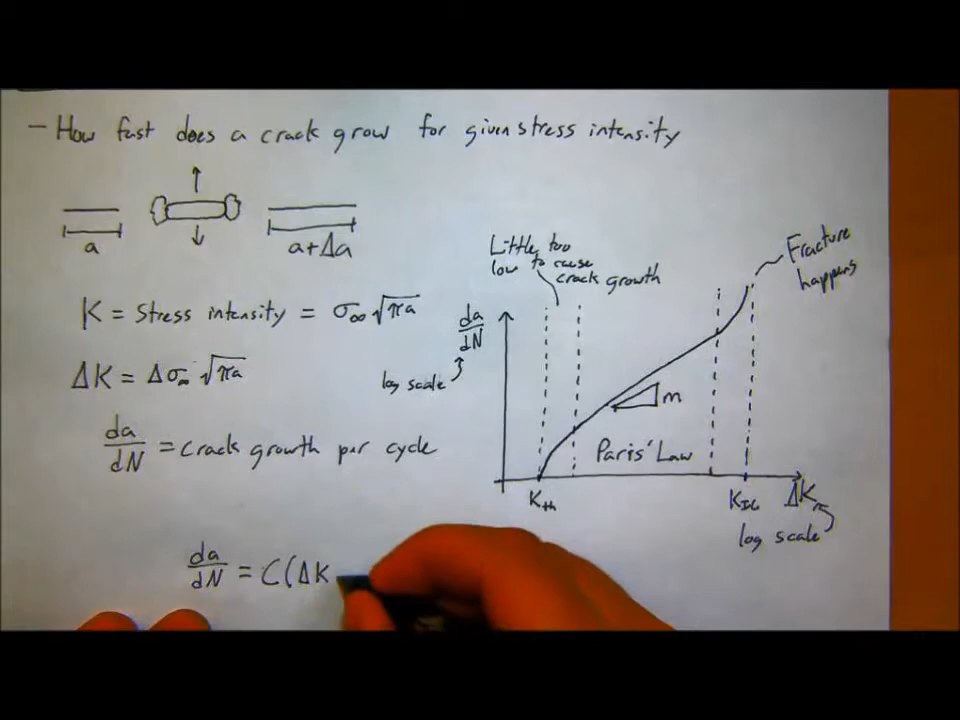 - How fast does a crack grow for given stress intensity
a
a+Δa
K = Stress intensity = σ∞ √πa
ΔK = Δσ∞ √πa
da/dN = Crack growth per cycle
da/dN = C(ΔK
Little too
low to cause
crack growth
Fracture
happens
da/dN
log scale
m
Paris' Law
Kth
KIC
ΔK
log scale